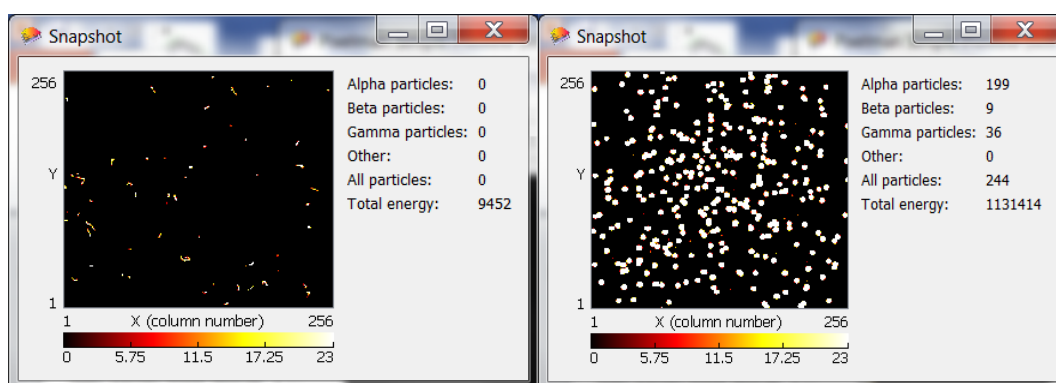 Snapshot
256
Y
1
1 X (column number) 256
0 5.75 11.5 17.25 23
Alpha particles: 0
Beta particles: 0
Gamma particles: 0
Other: 0
All particles: 0
Total energy: 9452
Snapshot
256
Y
1
1 X (column number) 256
0 5.75 11.5 17.25 23
Alpha particles: 199
Beta particles: 9
Gamma particles: 36
Other: 0
All particles: 244
Total energy: 1131414